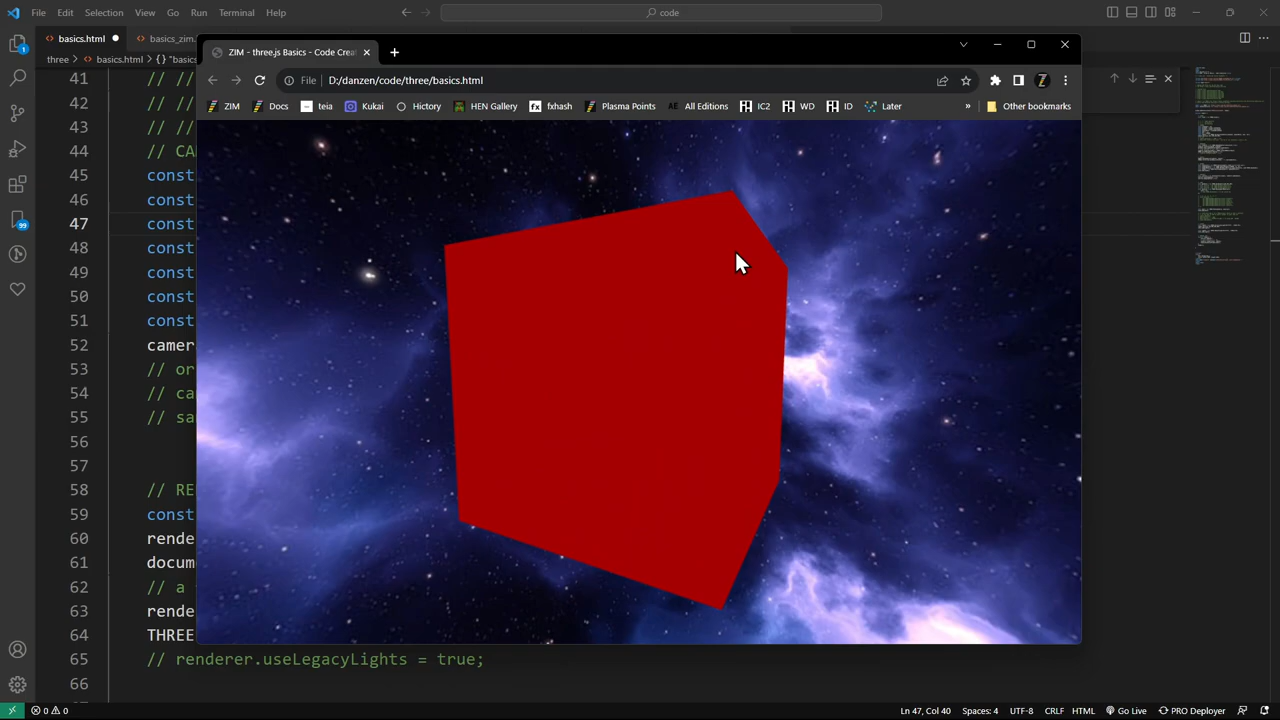 File Edit Selection View Go Run Terminal Help
code
basics.html
basics_zim.
three > basics.html > {} "basics
ZIM - three.js Basics - Code Crea
File D:/danzen/code/three/basics.html
ZIM Docs teia Kukai Hictory HEN Gallery fxhash Plasma Points All Editions IC2 WD ID Later » Other bookmarks
41 // //
42 // //
43 // //
44 // CA
45 const
46 const
47 const
48 const
49 const
50 const
51 const
52 camer
53 // or
54 // ca
55 // sa
56
57
58 // RE
59 const
60 rende
61 docum
62 // a
63 rende
64 THREE
65 // renderer.useLegacyLights = true;
66
0 0 Ln 47, Col 40 Spaces: 4 UTF-8 CRLF HTML Go Live PRO Deployer